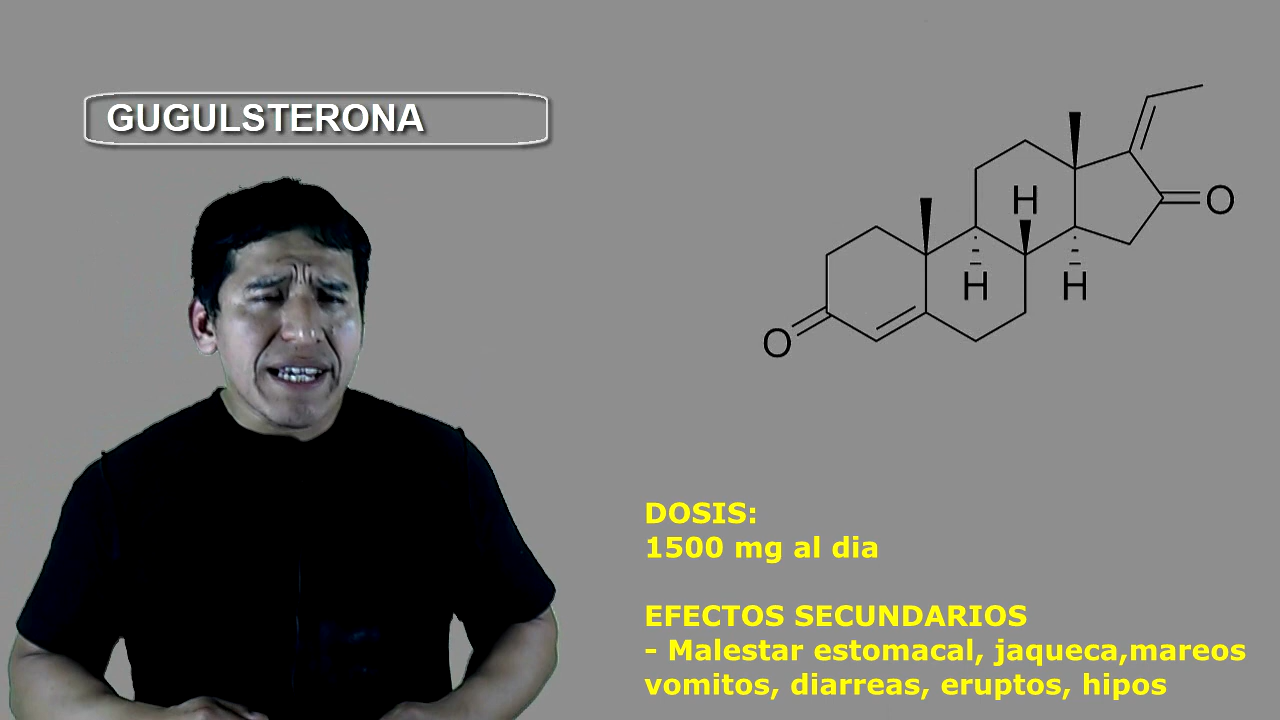 GUGULSTERONA
O
H
H
H
O
DOSIS:
1500 mg al dia
EFECTOS SECUNDARIOS
- Malestar estomacal, jaqueca,mareos
vomitos, diarreas, eruptos, hipos